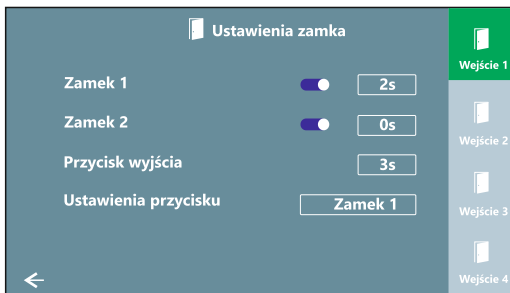 Ustawienia zamka
Zamek 1
2s
Zamek 2
0s
Przycisk wyjścia
3s
Ustawienia przycisku
Zamek 1
Wejście 1
Wejście 2
Wejście 3
Wejście 4